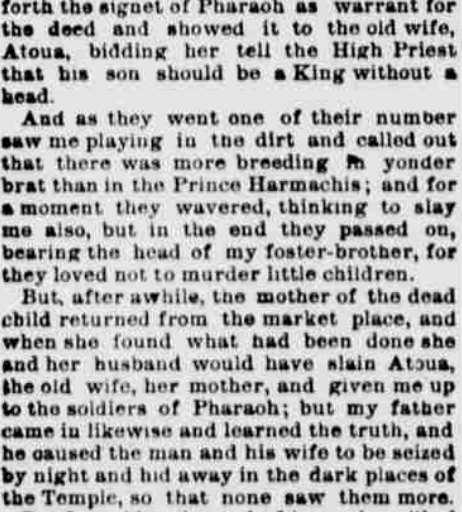 forth the signet of Pharaoh as warrant for
the deed and showed it to the old wife,
Atoua, bidding her tell the High Priest
that his son should be a King without a
head.
And as they went one of their number
saw me playing in the dirt and called out
that there was more breeding in yonder
brat than in the Prince Harmachis; and for
a moment they wavered, thinking to slay
me also, but in the end they passed on,
bearing the head of my foster-brother, for
they loved not to murder little children.
But, after awhile, the mother of the dead
child returned from the market place, and
when she found what had been done she
and her husband would have slain Atoua,
the old wife, her mother, and given me up
to the soldiers of Pharaoh; but my father
came in likewise and learned the truth, and
he caused the man and his wife to be seized
by night and hid away in the dark places of
the Temple, so that none saw them more.